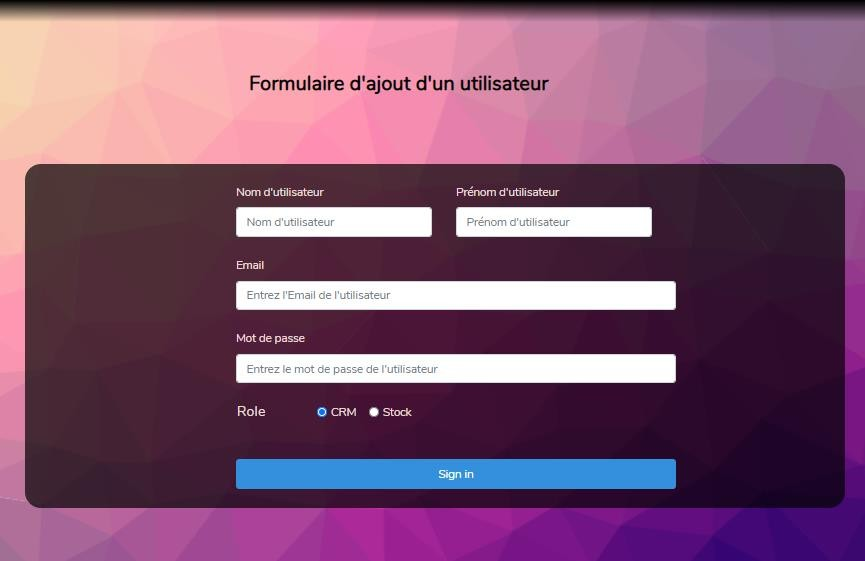 Formulaire d'ajout d'un utilisateur
Nom d'utilisateur Prénom d'utilisateur
Nom d'utilisateur Prénom d'utilisateur
Email
Entrez l'Email de l'utilisateur
Mot de passe
Entrez le mot de passe de l'utilisateur
Role CRM Stock
Sign in